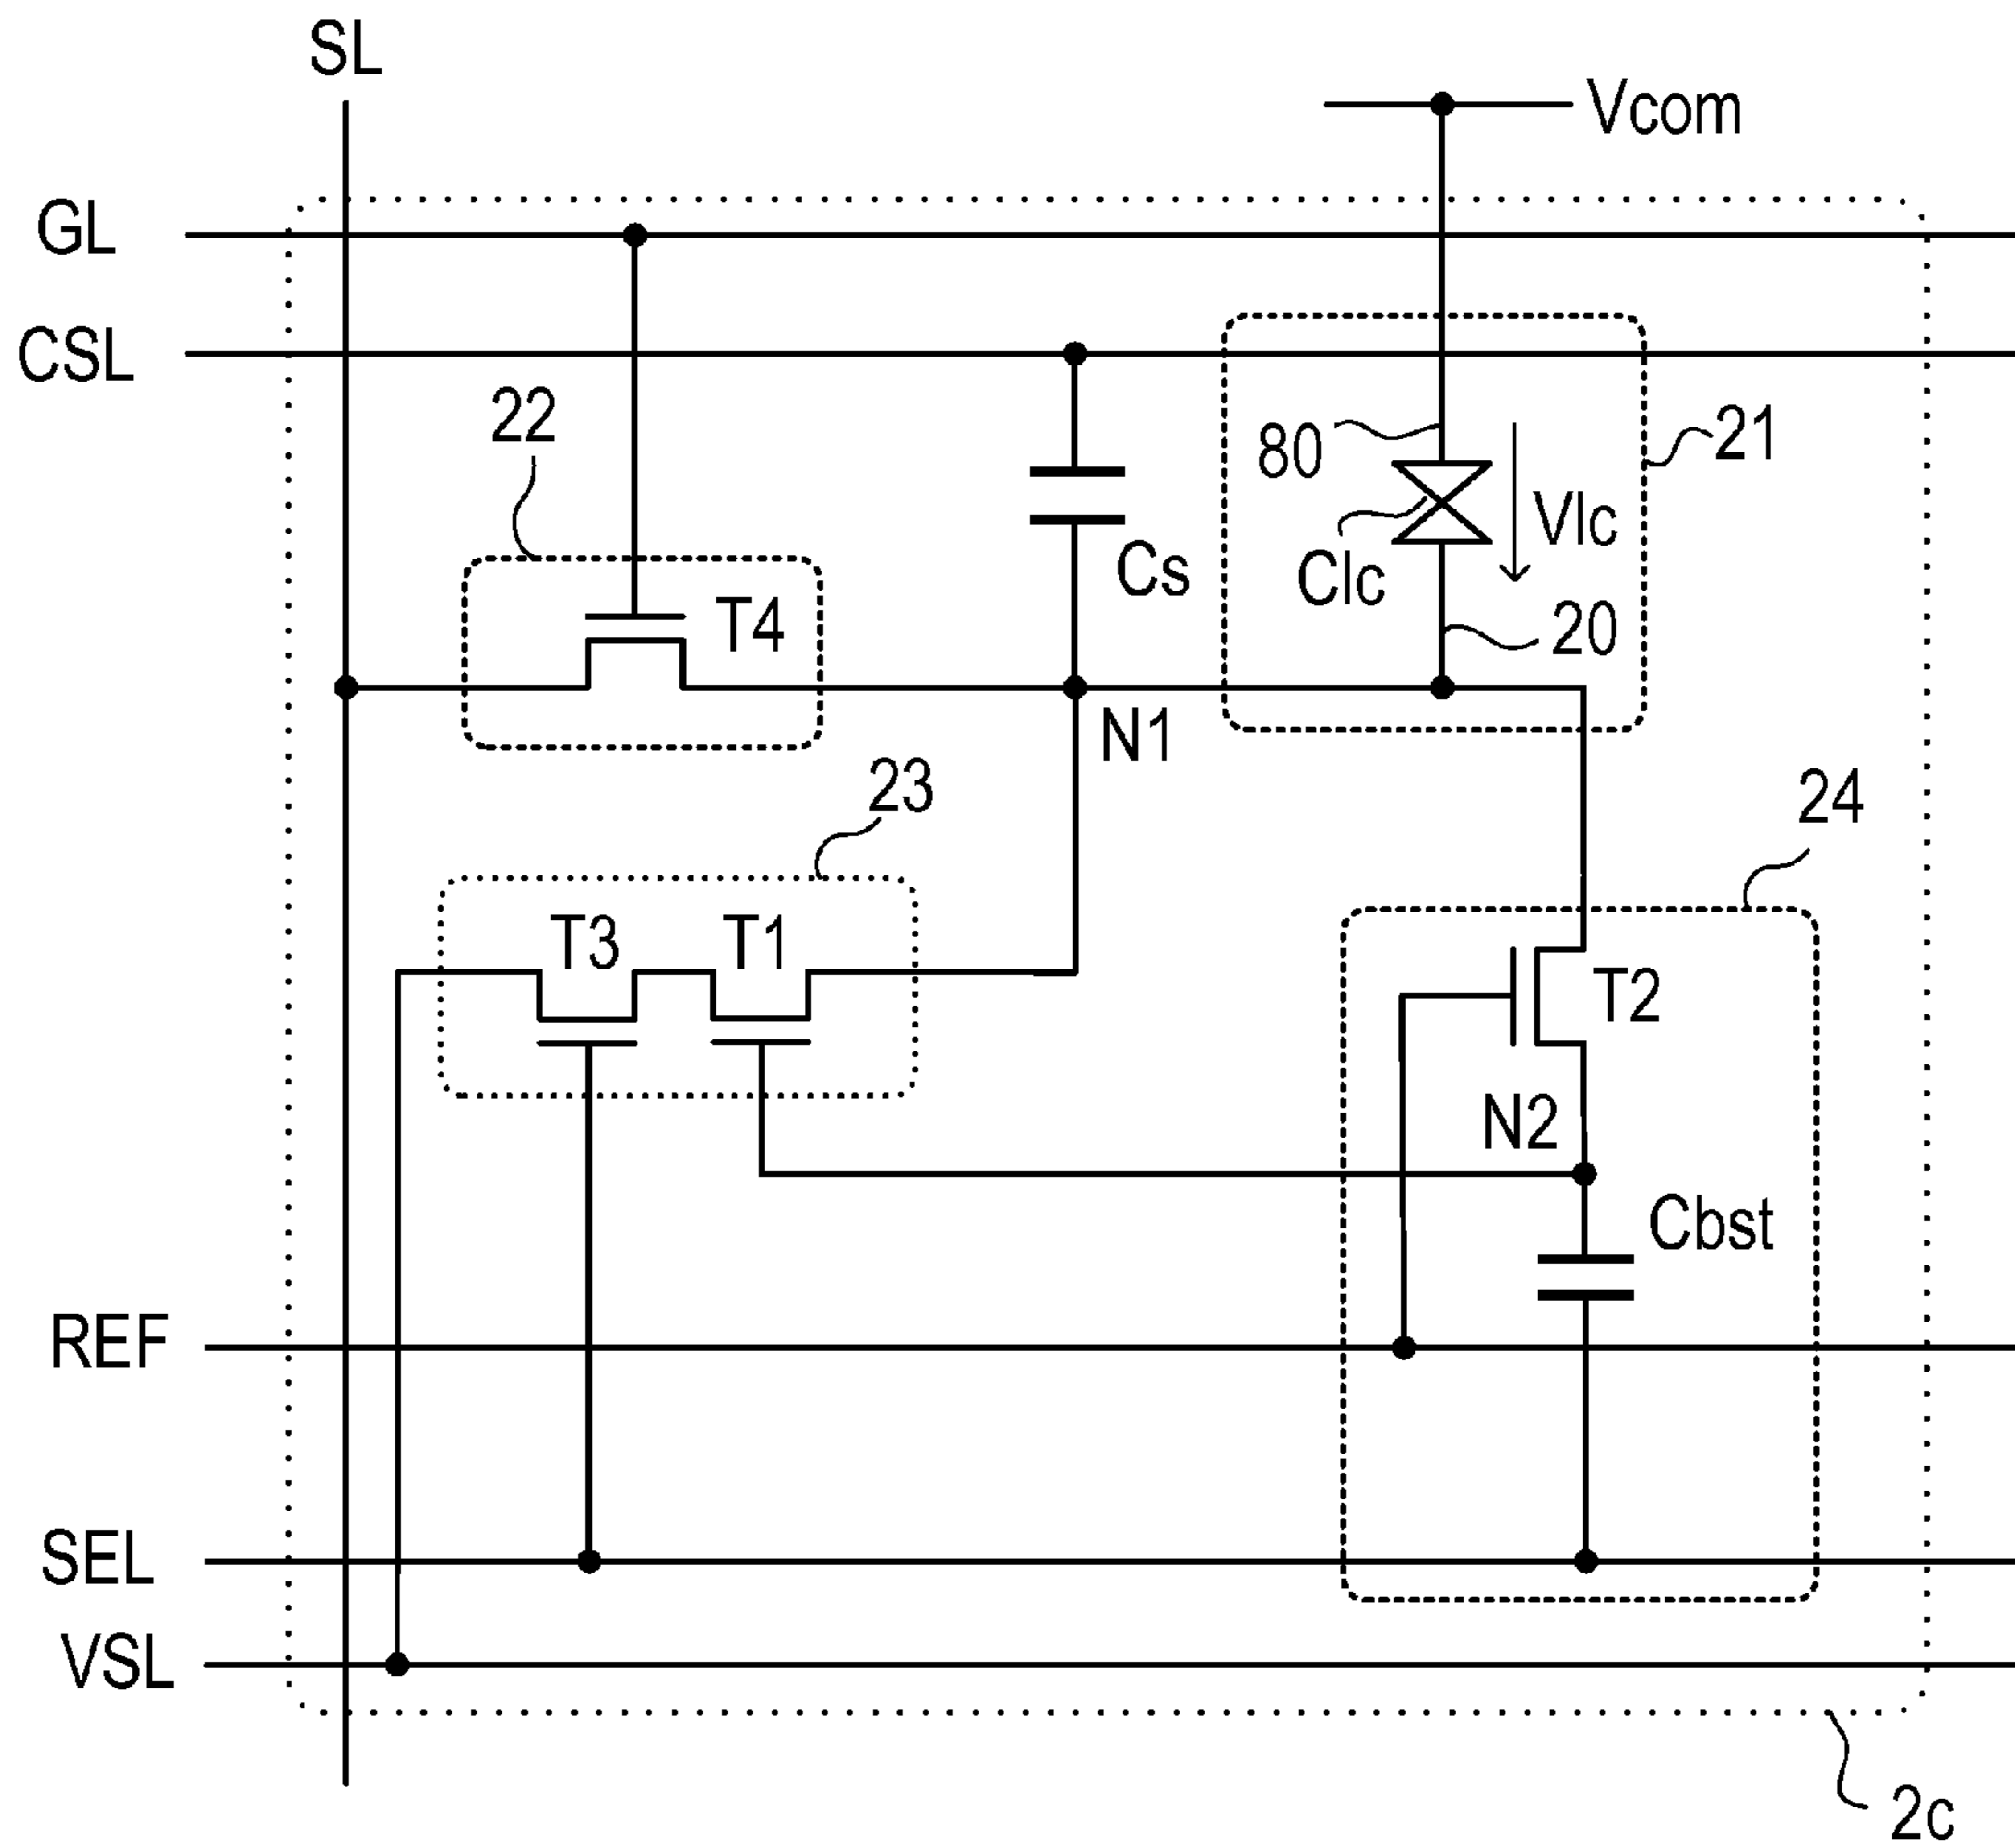 SL
Vcom
GL
CSL
22
80
21
Vlc
Cs
Clc
T4
20
N1
23
24
T3
T1
T2
N2
Cbst
REF
SEL
VSL
2c